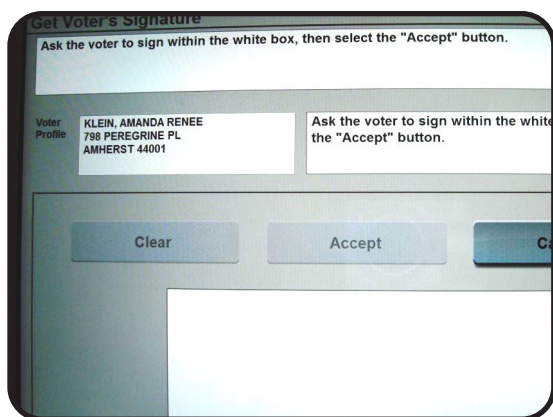 Get Voter's Signature
Ask the voter to sign within the white box, then select the "Accept" button.
Voter
Profile
KLEIN, AMANDA RENEE
798 PEREGRINE PL
AMHERST 44001
Ask the voter to sign within the white
the "Accept" button.
Clear
Accept